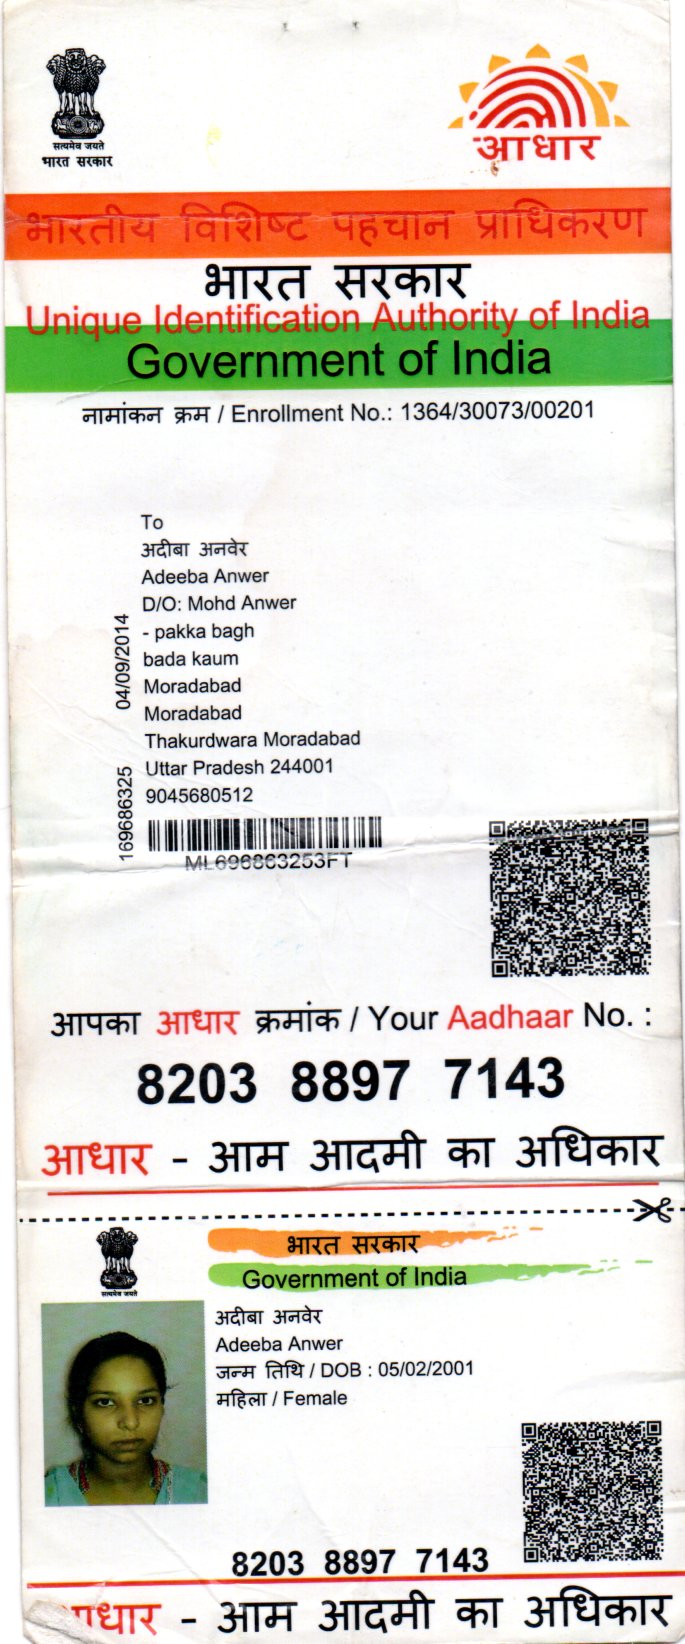 सत्यमेव जयते
भारत सरकार
आधार
भारतीय विशिष्ट पहचान प्राधिकरण
भारत सरकार
Unique Identification Authority of India
Government of India
नामांकन क्रम / Enrollment No.: 1364/30073/00201
To
अदीबा अनवेर
Adeeba Anwer
D/O: Mohd Anwer
- pakka bagh
bada kaum
Moradabad
Moradabad
Thakurdwara Moradabad
Uttar Pradesh 244001
9045680512
169686325 04/09/2014
ML696863253FT
आपका आधार क्रमांक / Your Aadhaar No. :
8203 8897 7143
आधार - आम आदमी का अधिकार
सत्यमेव जयते
भारत सरकार
Government of India
अदीबा अनवेर
Adeeba Anwer
जन्म तिथि / DOB : 05/02/2001
महिला / Female
8203 8897 7143
आधार - आम आदमी का अधिकार